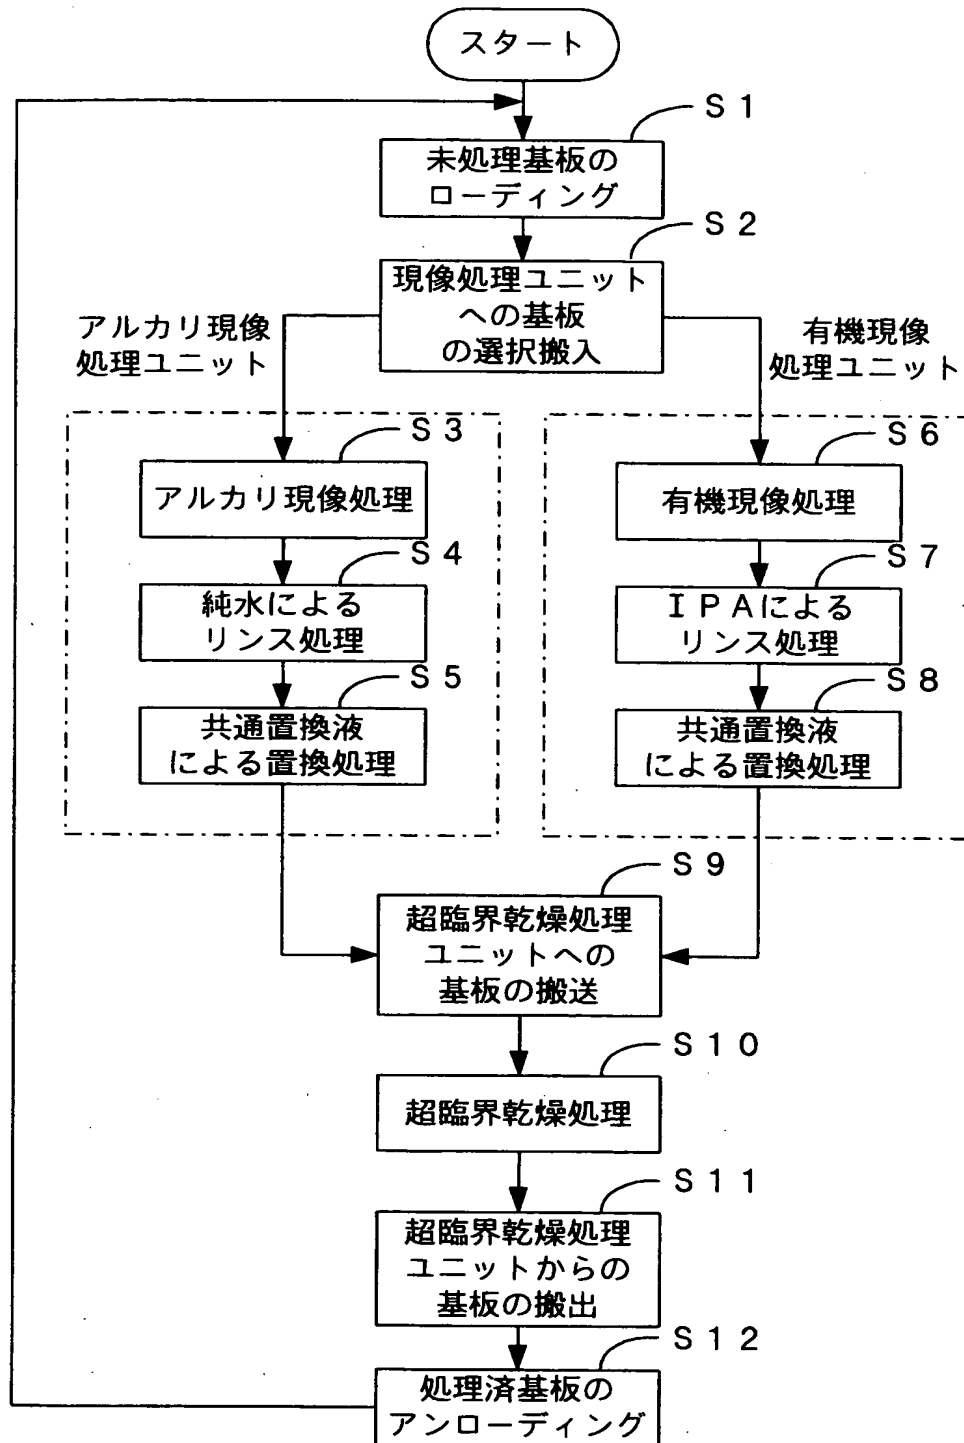 スタート
S1
未処理基板の
ローディング
S2
現像処理ユニット
への基板
の選択搬入
アルカリ現像
処理ユニット
有機現像
処理ユニット
S3
アルカリ現像処理
S4
純水による
リンス処理
S5
共通置換液
による置換処理
S6
有機現像処理
S7
IPAによる
リンス処理
S8
共通置換液
による置換処理
S9
超臨界乾燥処理
ユニットへの
基板の搬送
S10
超臨界乾燥処理
S11
超臨界乾燥処理
ユニットからの
基板の搬出
S12
処理済基板の
アンローディング